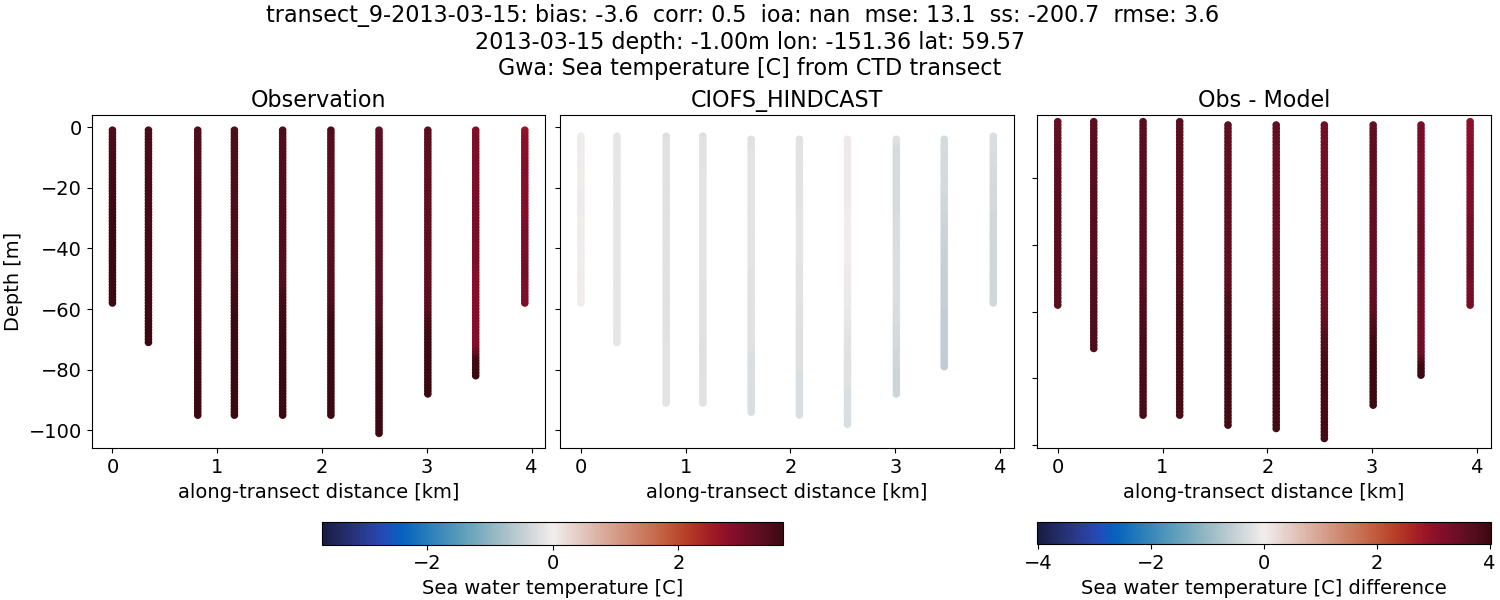 transect_9-2013-03-15: bias: -3.6  corr: 0.5  ioa: nan  mse: 13.1  ss: -200.7  rmse: 3.6
2013-03-15 depth: -1.00m lon: -151.36 lat: 59.57
Gwa: Sea temperature [C] from CTD transect
Observation
CIOFS_HINDCAST
Obs - Model
Depth [m]
0
−20
−40
−60
−80
−100
0 1 2 3 4
0 1 2 3 4
0 1 2 3 4
along-transect distance [km]
along-transect distance [km]
along-transect distance [km]
−2 0 2
Sea water temperature [C]
−4 −2 0 2 4
Sea water temperature [C] difference